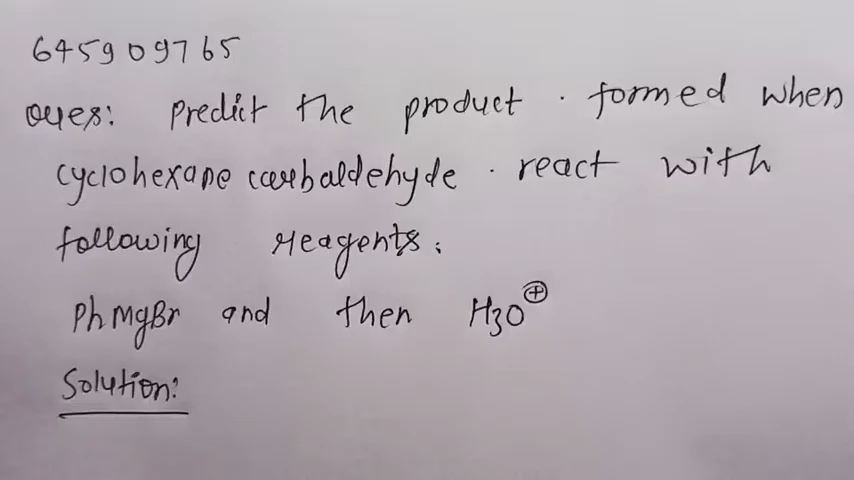 645909765
Ques: Predict the product . formed when
cyclohexane carbaldehyde . react with
following reagents.
PhMgBr and then H3O⊕
Solution: